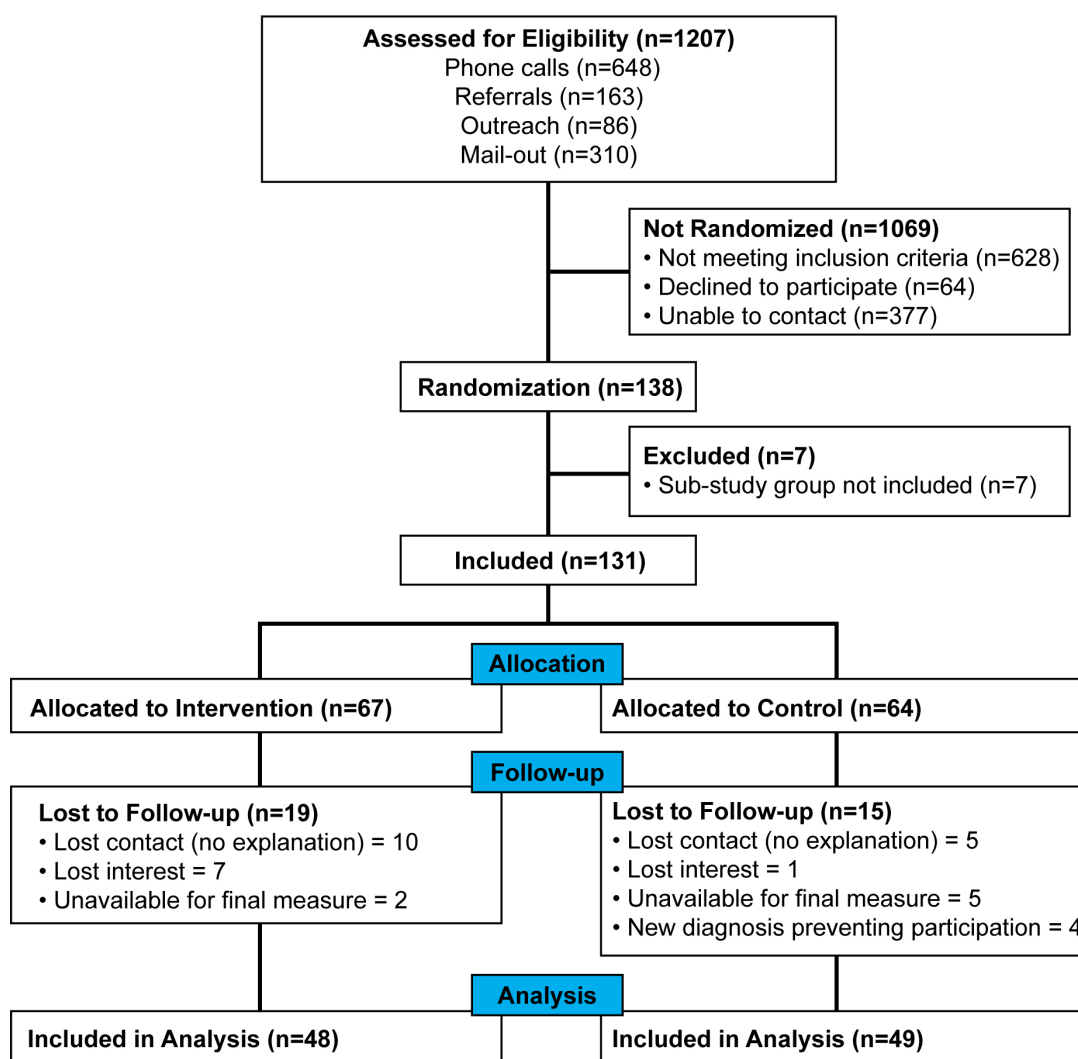 Assessed for Eligibility (n=1207)
Phone calls (n=648)
Referrals (n=163)
Outreach (n=86)
Mail-out (n=310)
Not Randomized (n=1069)
• Not meeting inclusion criteria (n=628)
• Declined to participate (n=64)
• Unable to contact (n=377)
Randomization (n=138)
Excluded (n=7)
• Sub-study group not included (n=7)
Included (n=131)
Allocation
Allocated to Intervention (n=67)
Allocated to Control (n=64)
Follow-up
Lost to Follow-up (n=19)
• Lost contact (no explanation) = 10
• Lost interest = 7
• Unavailable for final measure = 2
Lost to Follow-up (n=15)
• Lost contact (no explanation) = 5
• Lost interest = 1
• Unavailable for final measure = 5
• New diagnosis preventing participation = 4
Analysis
Included in Analysis (n=48)
Included in Analysis (n=49)